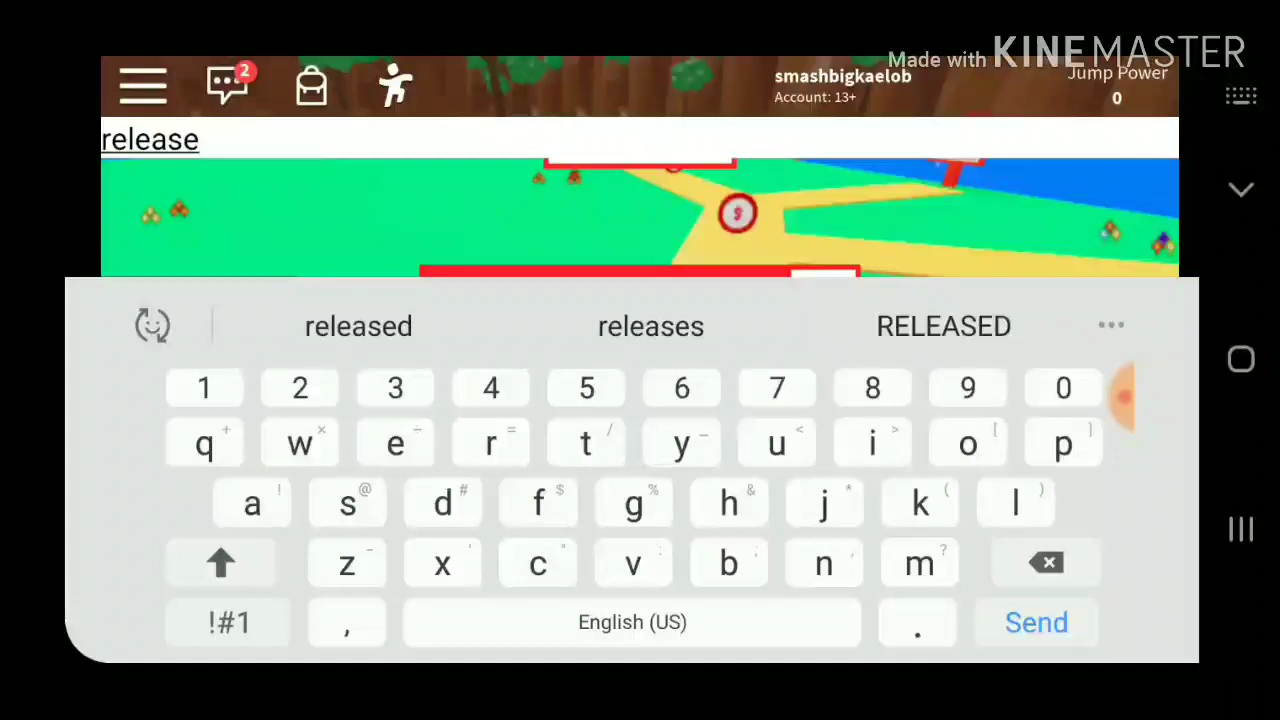 Made with KINEMASTER
2
smashbigkaelob
Account: 13+
Jump Power
0
release
$
released releases RELEASED
1 2 3 4 5 6 7 8 9 0
q + w × e ÷ r = t / y _ u < i > o [ p ]
a ! s @ d # f $ g % h & j * k ( l )
z - x ' c " v : b ; n , m ?
!#1 , English (US) . Send